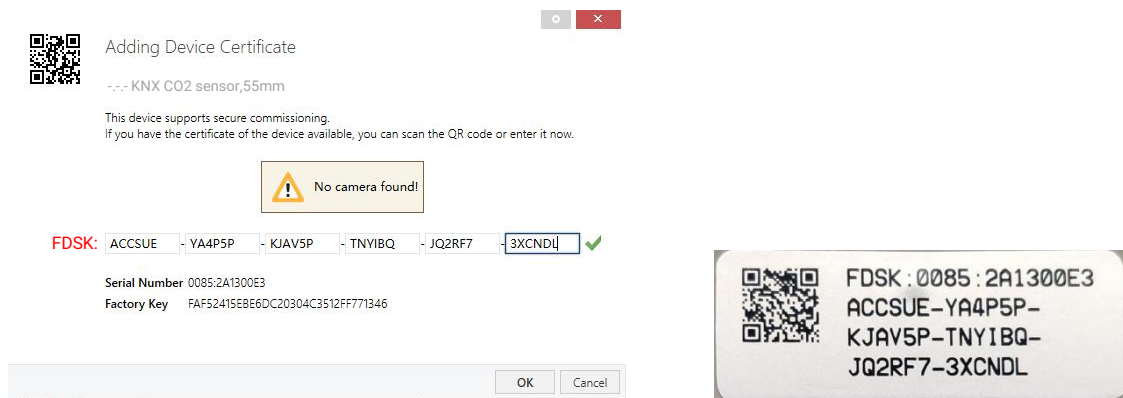 Adding Device Certificate
-.-.- KNX CO2 sensor,55mm
This device supports secure commissioning.
If you have the certificate of the device available, you can scan the QR code or enter it now.
No camera found!
FDSK: ACCSUE - YA4P5P - KJAV5P - TNYIBQ - JQ2RF7 - 3XCNDL
Serial Number 0085:2A1300E3
Factory Key FAF52415EBE6DC20304C3512FF771346
OK Cancel
FDSK:0085:2A1300E3
ACCSUE-YA4P5P-
KJAV5P-TNYIBQ-
JQ2RF7-3XCNDL